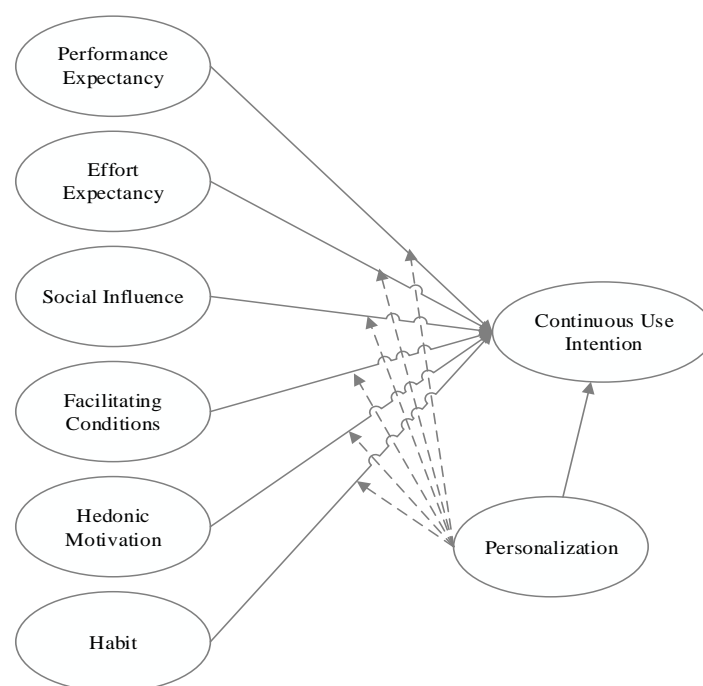 Performance
Expectancy
Effort
Expectancy
Social Influence
Continuous Use
Intention
Facilitating
Conditions
Hedonic
Motivation
Personalization
Habit